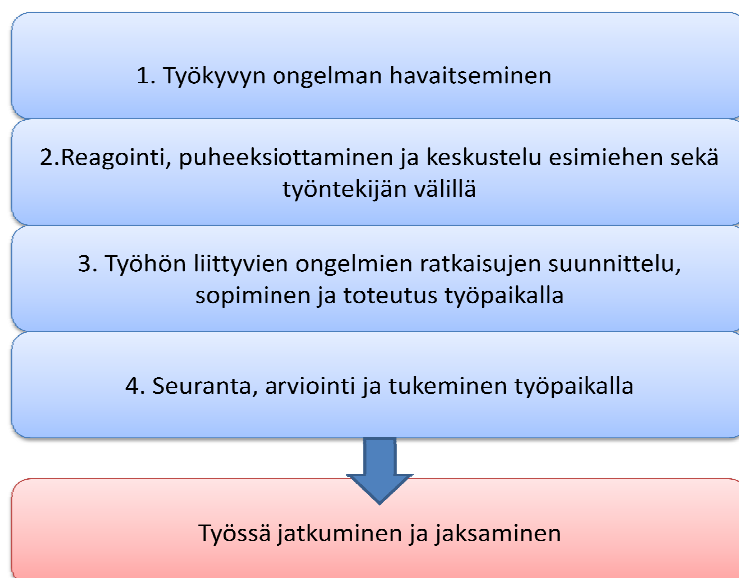 1. Työkyvyn ongelman havaitseminen
2.Reagointi, puheeksiottaminen ja keskustelu esimiehen sekä
työntekijän välillä
3. Työhön liittyvien ongelmien ratkaisujen suunnittelu,
sopiminen ja toteutus työpaikalla
4. Seuranta, arviointi ja tukeminen työpaikalla
Työssä jatkuminen ja jaksaminen